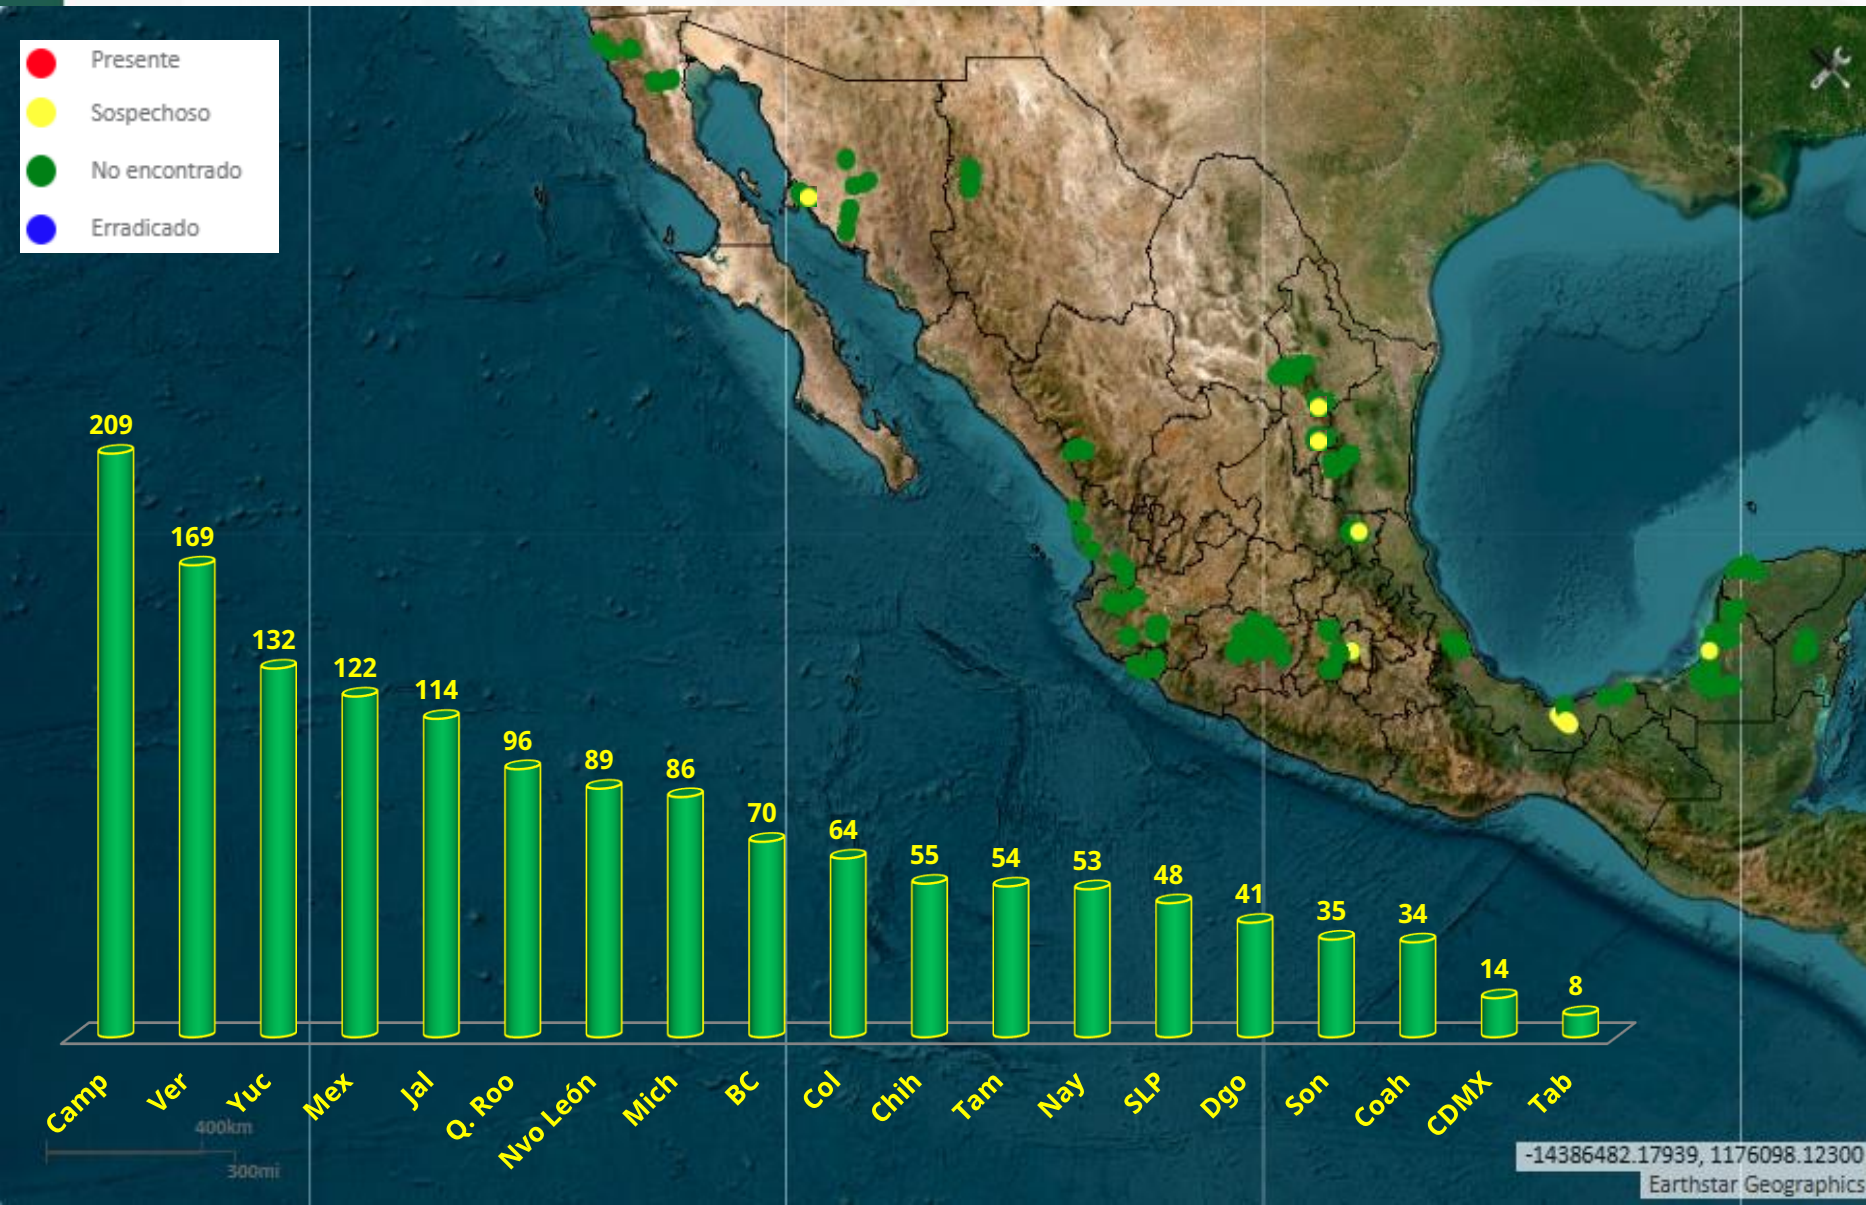 Presente
Sospechoso
No encontrado
Erradicado
209
169
132
122
114
96
89
86
70
64
55
54
53
48
41
35
34
14
8
Camp
Ver
Yuc
Mex
Jal
Q. Roo
Nvo León
Mich
BC
Col
Chih
Tam
Nay
SLP
Dgo
Son
Coah
CDMX
Tab
400km
300mi
-14386482.17939, 1176098.12300
Earthstar Geographics